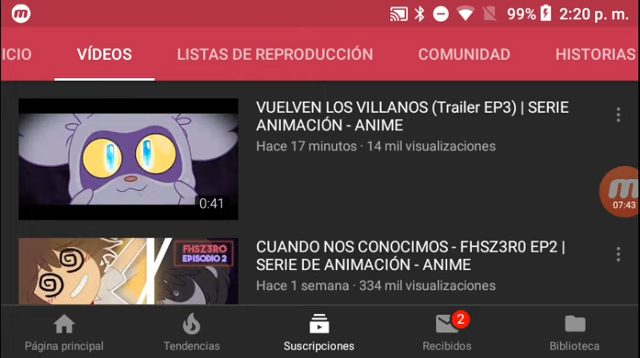 99% 2:20 p. m.
ICIO VÍDEOS LISTAS DE REPRODUCCIÓN COMUNIDAD HISTORIAS
VUELVEN LOS VILLANOS (Trailer EP3) | SERIE
ANIMACIÓN - ANIME
Hace 17 minutos · 14 mil visualizaciones
0:41
07:43
FHSZ3RO
EPISODIO 2
CUANDO NOS CONOCIMOS - FHSZ3R0 EP2 |
SERIE DE ANIMACIÓN - ANIME
Hace 1 semana · 334 mil visualizaciones
2
Página principal Tendencias Suscripciones Recibidos Biblioteca